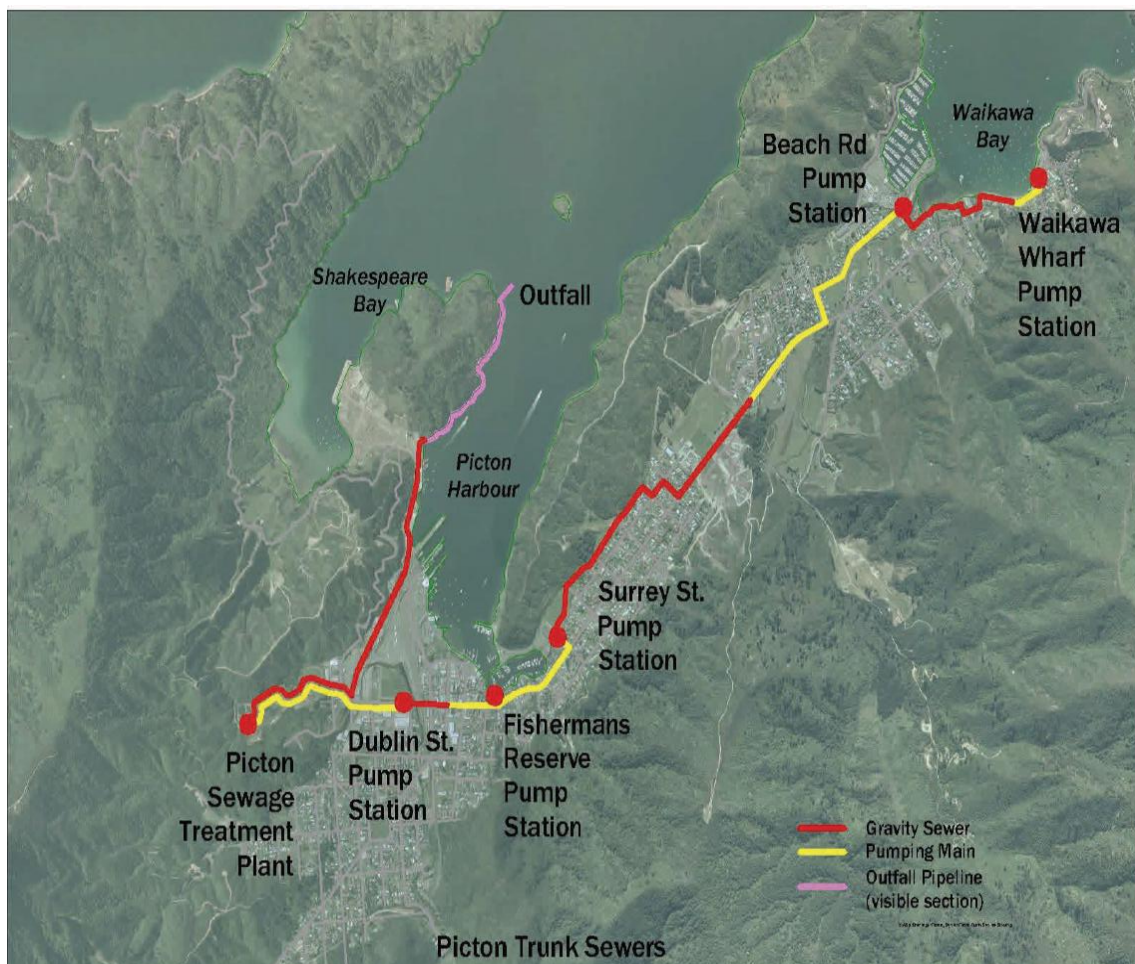 Waikawa
Bay
Beach Rd
Pump
Station
Waikawa
Wharf
Pump
Station
Shakespeare
Bay
Outfall
Picton
Harbour
Surrey St.
Pump
Station
Picton
Sewage
Treatment
Plant
Dublin St.
Pump
Station
Fishermans
Reserve
Pump
Station
Gravity Sewer
Pumping Main
Outfall Pipeline
(visible section)
Picton Trunk Sewers